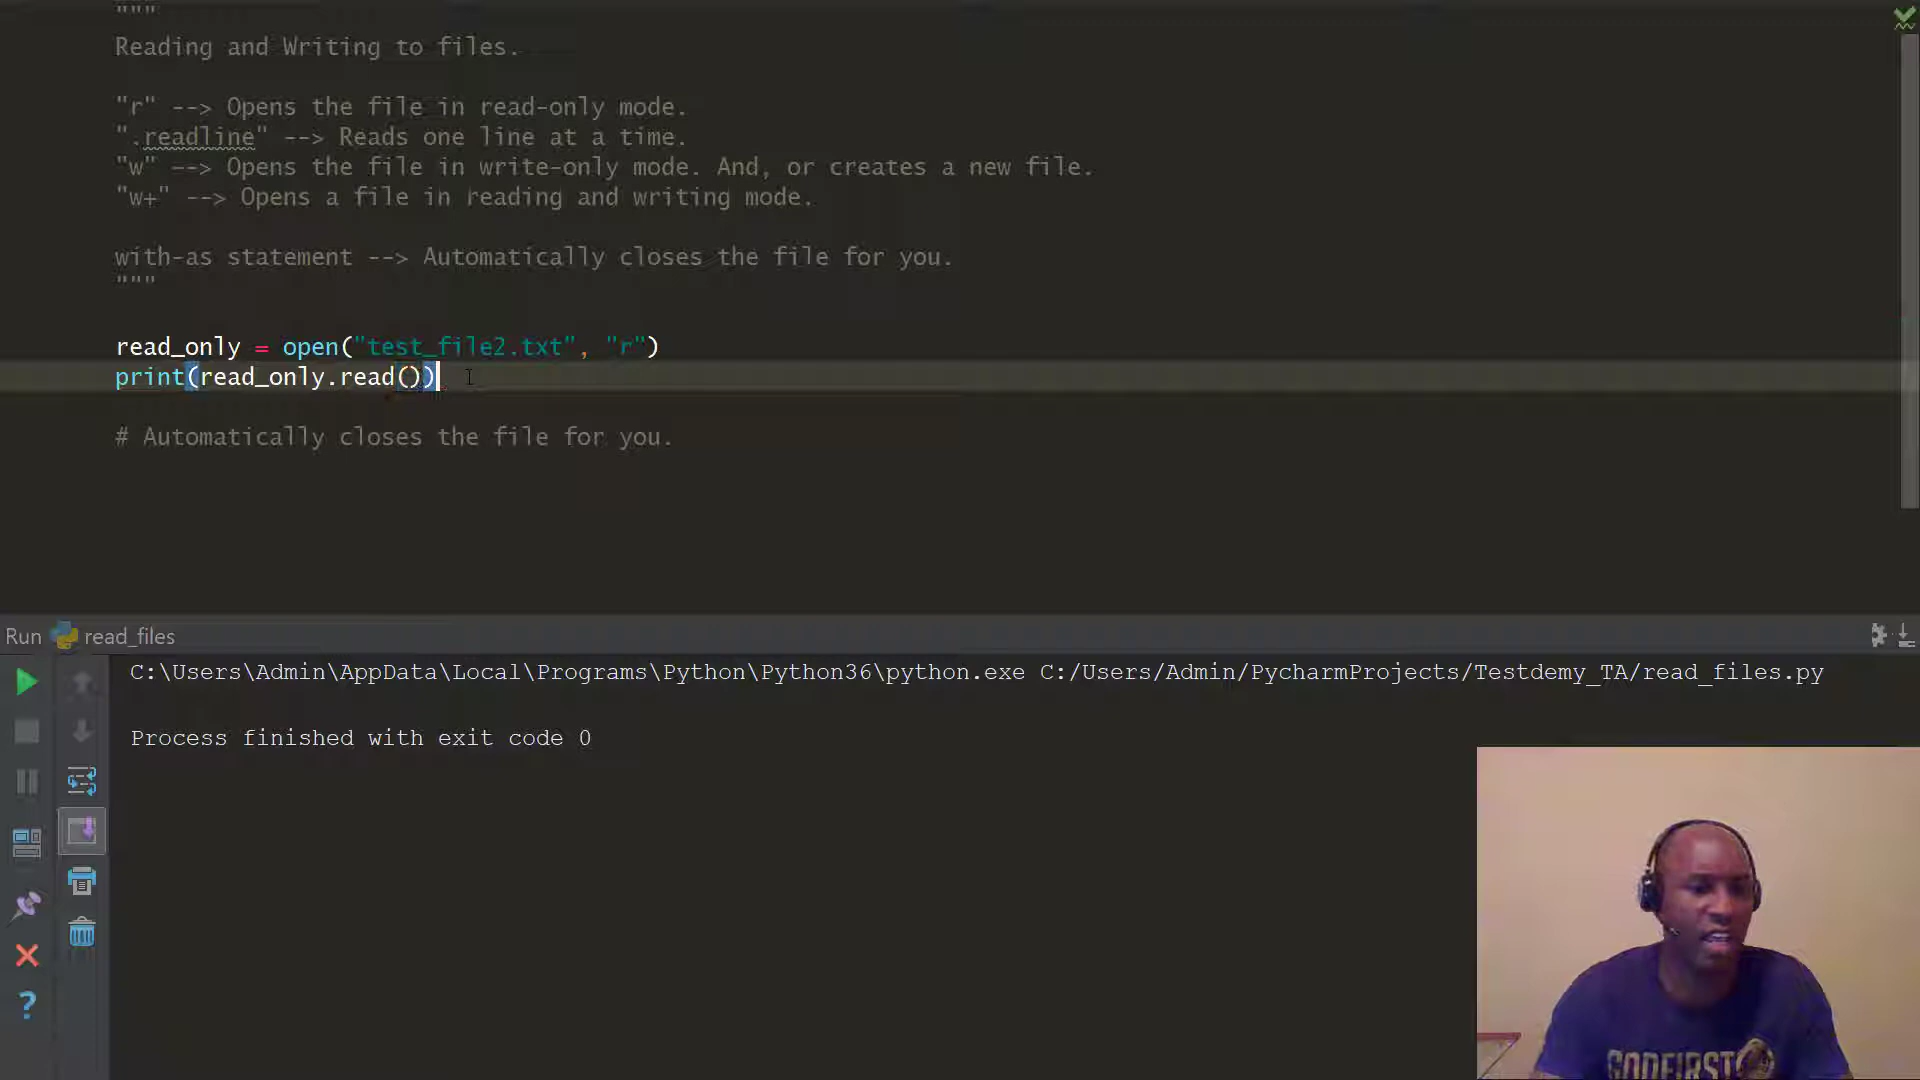 """
Reading and Writing to files.
"r" --> Opens the file in read-only mode.
".readline" --> Reads one line at a time.
"w" --> Opens the file in write-only mode. And, or creates a new file.
"w+" --> Opens a file in reading and writing mode.
with-as statement --> Automatically closes the file for you.
"""
read_only = open("test_file2.txt", "r")
print(read_only.read())
# Automatically closes the file for you.
Run read_files
C:\Users\Admin\AppData\Local\Programs\Python\Python36\python.exe C:/Users/Admin/PycharmProjects/Testdemy_TA/read_files.py
Process finished with exit code 0
?
GODFIRST